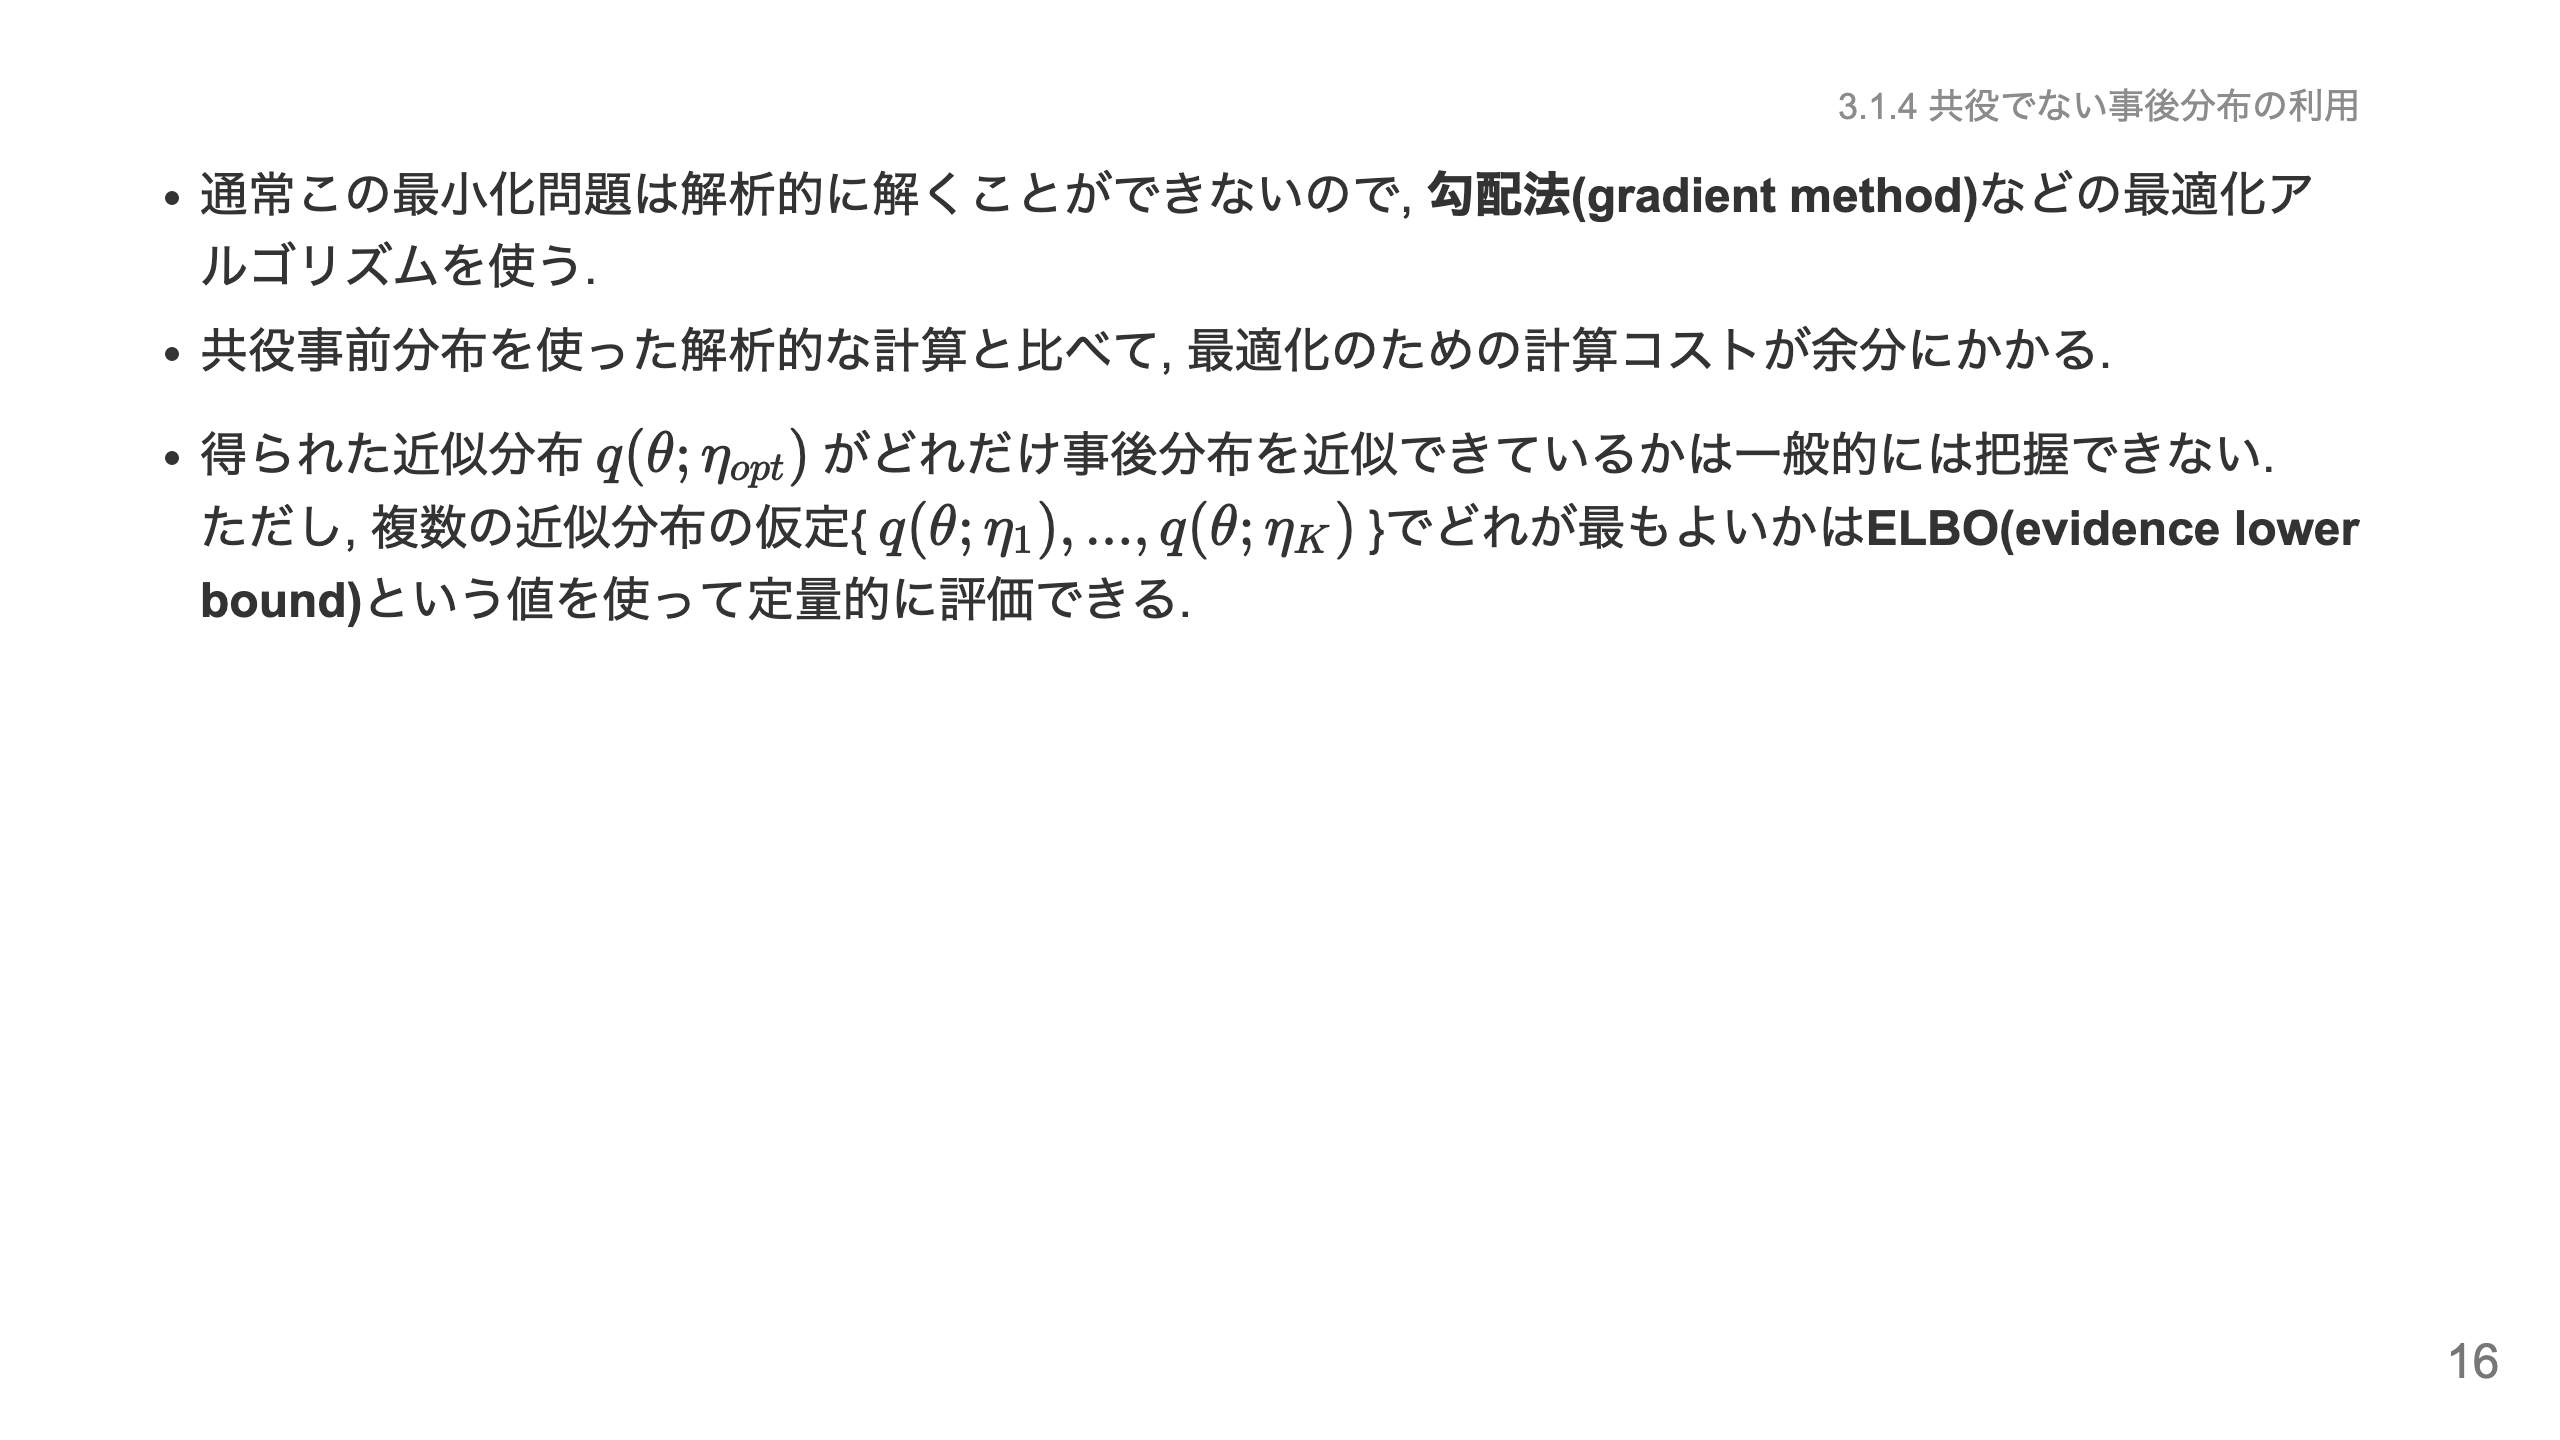 3.1.4 共役でない事後分布の利用
• 通常この最小化問題は解析的に解くことができないので, 勾配法(gradient method)などの最適化ア
ルゴリズムを使う.
• 共役事前分布を使った解析的な計算と比べて, 最適化のための計算コストが余分にかかる.
• 得られた近似分布 q(θ; η_opt) がどれだけ事後分布を近似できているかは一般的には把握できない.
ただし, 複数の近似分布の仮定{ q(θ; η_1), ..., q(θ; η_K) }でどれが最もよいかはELBO(evidence lower
bound)という値を使って定量的に評価できる.
16